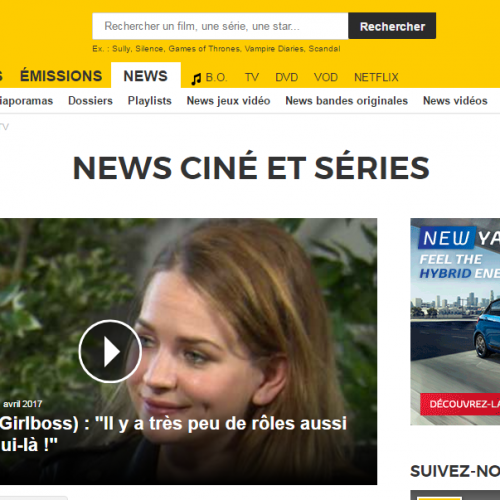 Rechercher un film, une série, une star...
Rechercher
Ex. : Sully, Silence, Games of Thrones, Vampire Diaries, Scandal
S ÉMISSIONS NEWS B.O. TV DVD VOD NETFLIX
iaporamas Dossiers Playlists News jeux vidéo News bandes originales News vidéos
TV
NEWS CINÉ ET SÉRIES
avril 2017
Girlboss) : "Il y a très peu de rôles aussi
ui-là !"
NEW YA
FEEL THE
HYBRID ENE
DÉCOUVREZ-LA
SUIVEZ-NO